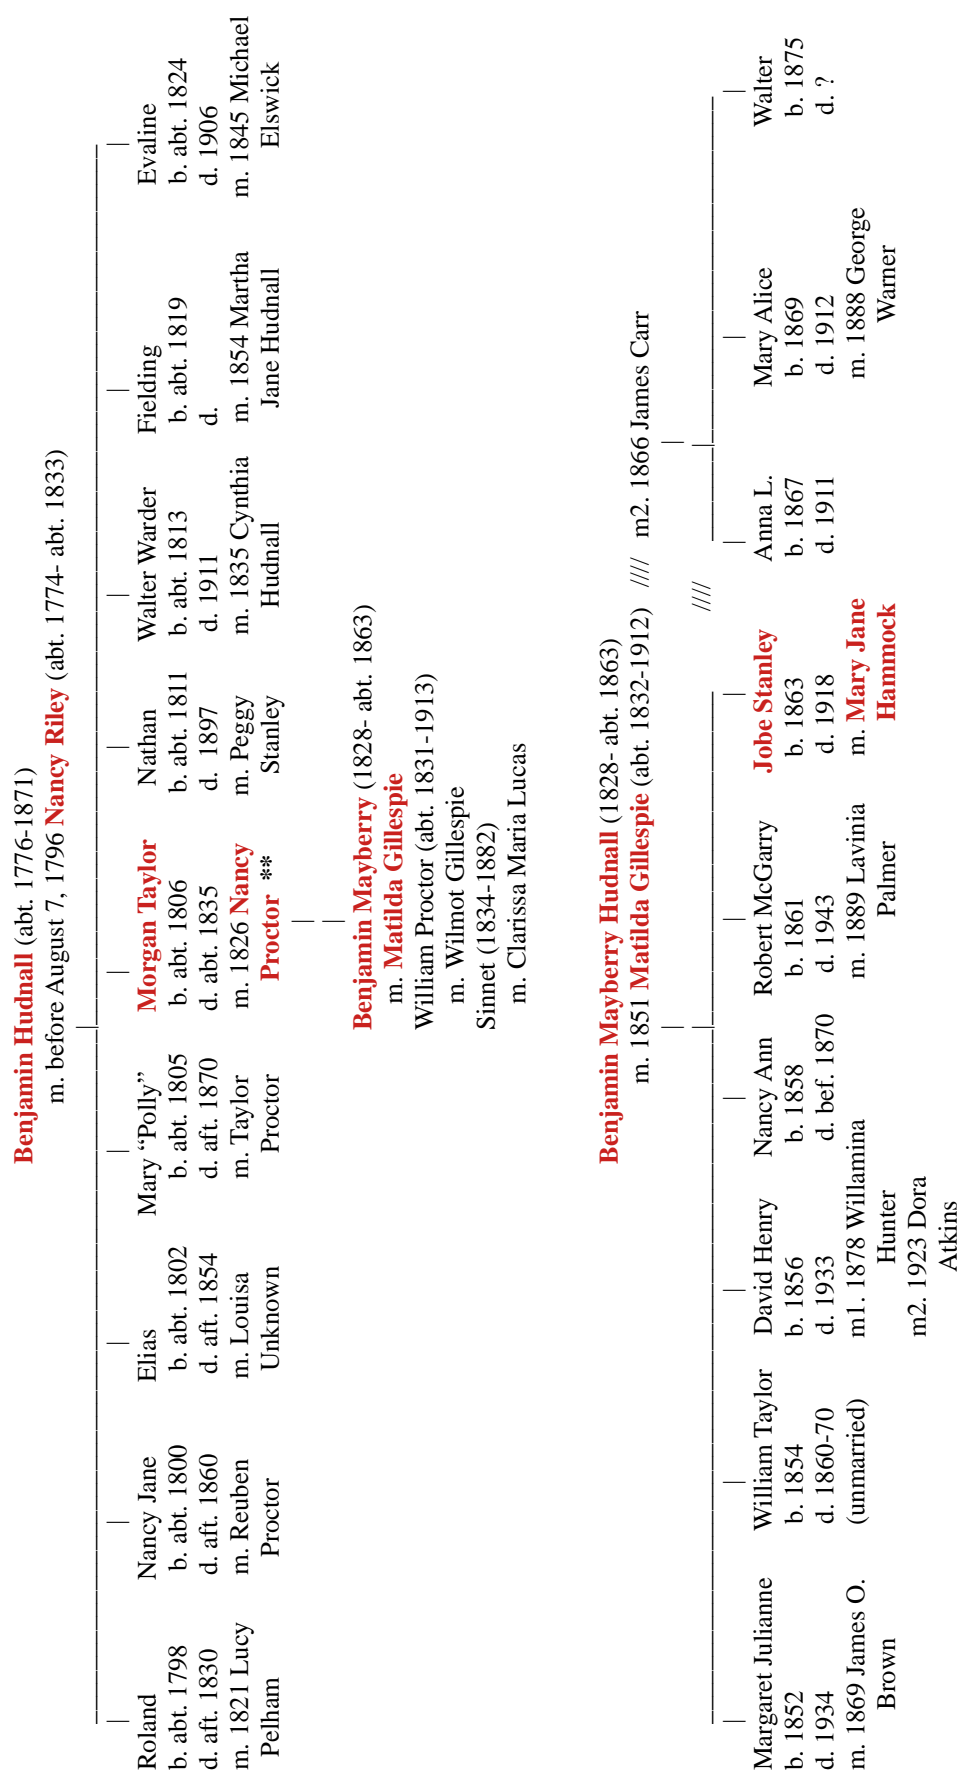 Benjamin Hudnall (abt. 1776-1871)
m. before August 7, 1796 Nancy Riley (abt. 1774- abt. 1833)
Roland
b. abt. 1798
d. aft. 1830
m. 1821 Lucy
Pelham
Nancy Jane
b. abt. 1800
d. aft. 1860
m. Reuben
Proctor
Elias
b. abt. 1802
d. aft. 1854
m. Louisa
Unknown
Mary “Polly”
b. abt. 1805
d. aft. 1870
m. Taylor
Proctor
Morgan Taylor
b. abt. 1806
d. abt. 1835
m. 1826 Nancy
Proctor **
Nathan
b. abt. 1811
d. 1897
m. Peggy
Stanley
Walter Warder
b. abt. 1813
d. 1911
m. 1835 Cynthia
Hudnall
Fielding
b. abt. 1819
d.
m. 1854 Martha
Jane Hudnall
Evaline
b. abt. 1824
d. 1906
m. 1845 Michael
Elswick
Benjamin Mayberry (1828- abt. 1863)
m. Matilda Gillespie
William Proctor (abt. 1831-1913)
m. Wilmot Gillespie
Sinnet (1834-1882)
m. Clarissa Maria Lucas
Benjamin Mayberry Hudnall (1828- abt. 1863)
m. 1851 Matilda Gillespie (abt. 1832-1912) //// m2. 1866 James Carr
////
Margaret Julianne
b. 1852
d. 1934
m. 1869 James O.
Brown
William Taylor
b. 1854
d. 1860-70
(unmarried)
David Henry
b. 1856
d. 1933
m1. 1878 Willamina
Hunter
m2. 1923 Dora
Atkins
Nancy Ann
b. 1858
d. bef. 1870
Robert McGarry
b. 1861
d. 1943
m. 1889 Lavinia
Palmer
Jobe Stanley
b. 1863
d. 1918
m. Mary Jane
Hammock
Anna L.
b. 1867
d. 1911
Mary Alice
b. 1869
d. 1912
m. 1888 George
Warner
Walter
b. 1875
d. ?